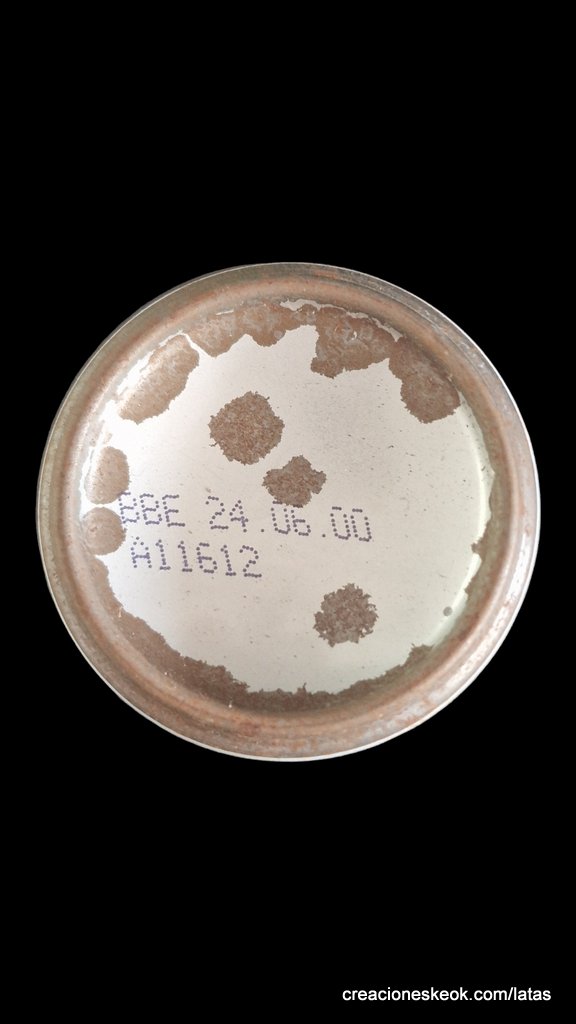 BBE 24.06.00
A11612
creacioneskeok.com/latas